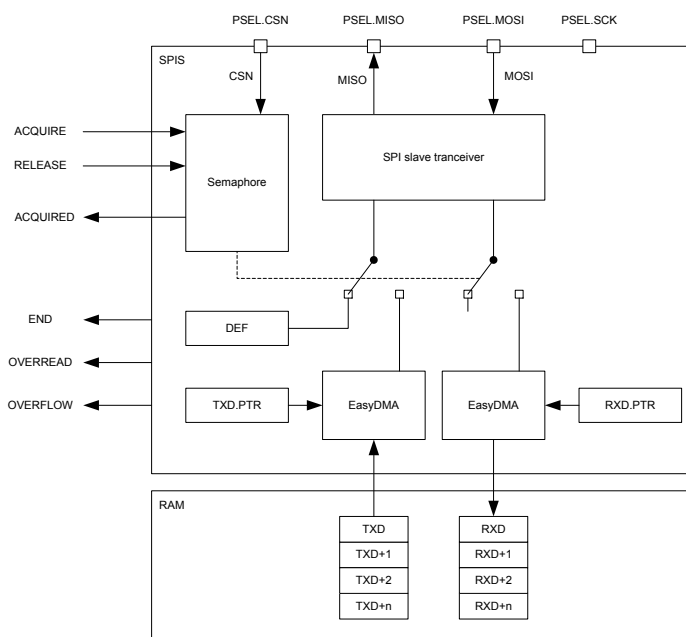 PSEL.CSN PSEL.MISO PSEL.MOSI PSEL.SCK
SPIS
CSN MISO MOSI
ACQUIRE
RELEASE
ACQUIRED
Semaphore
SPI slave tranceiver
END
OVERREAD
OVERFLOW
DEF
TXD.PTR EasyDMA EasyDMA RXD.PTR
RAM
TXD RXD
TXD+1 RXD+1
TXD+2 RXD+2
TXD+n RXD+n